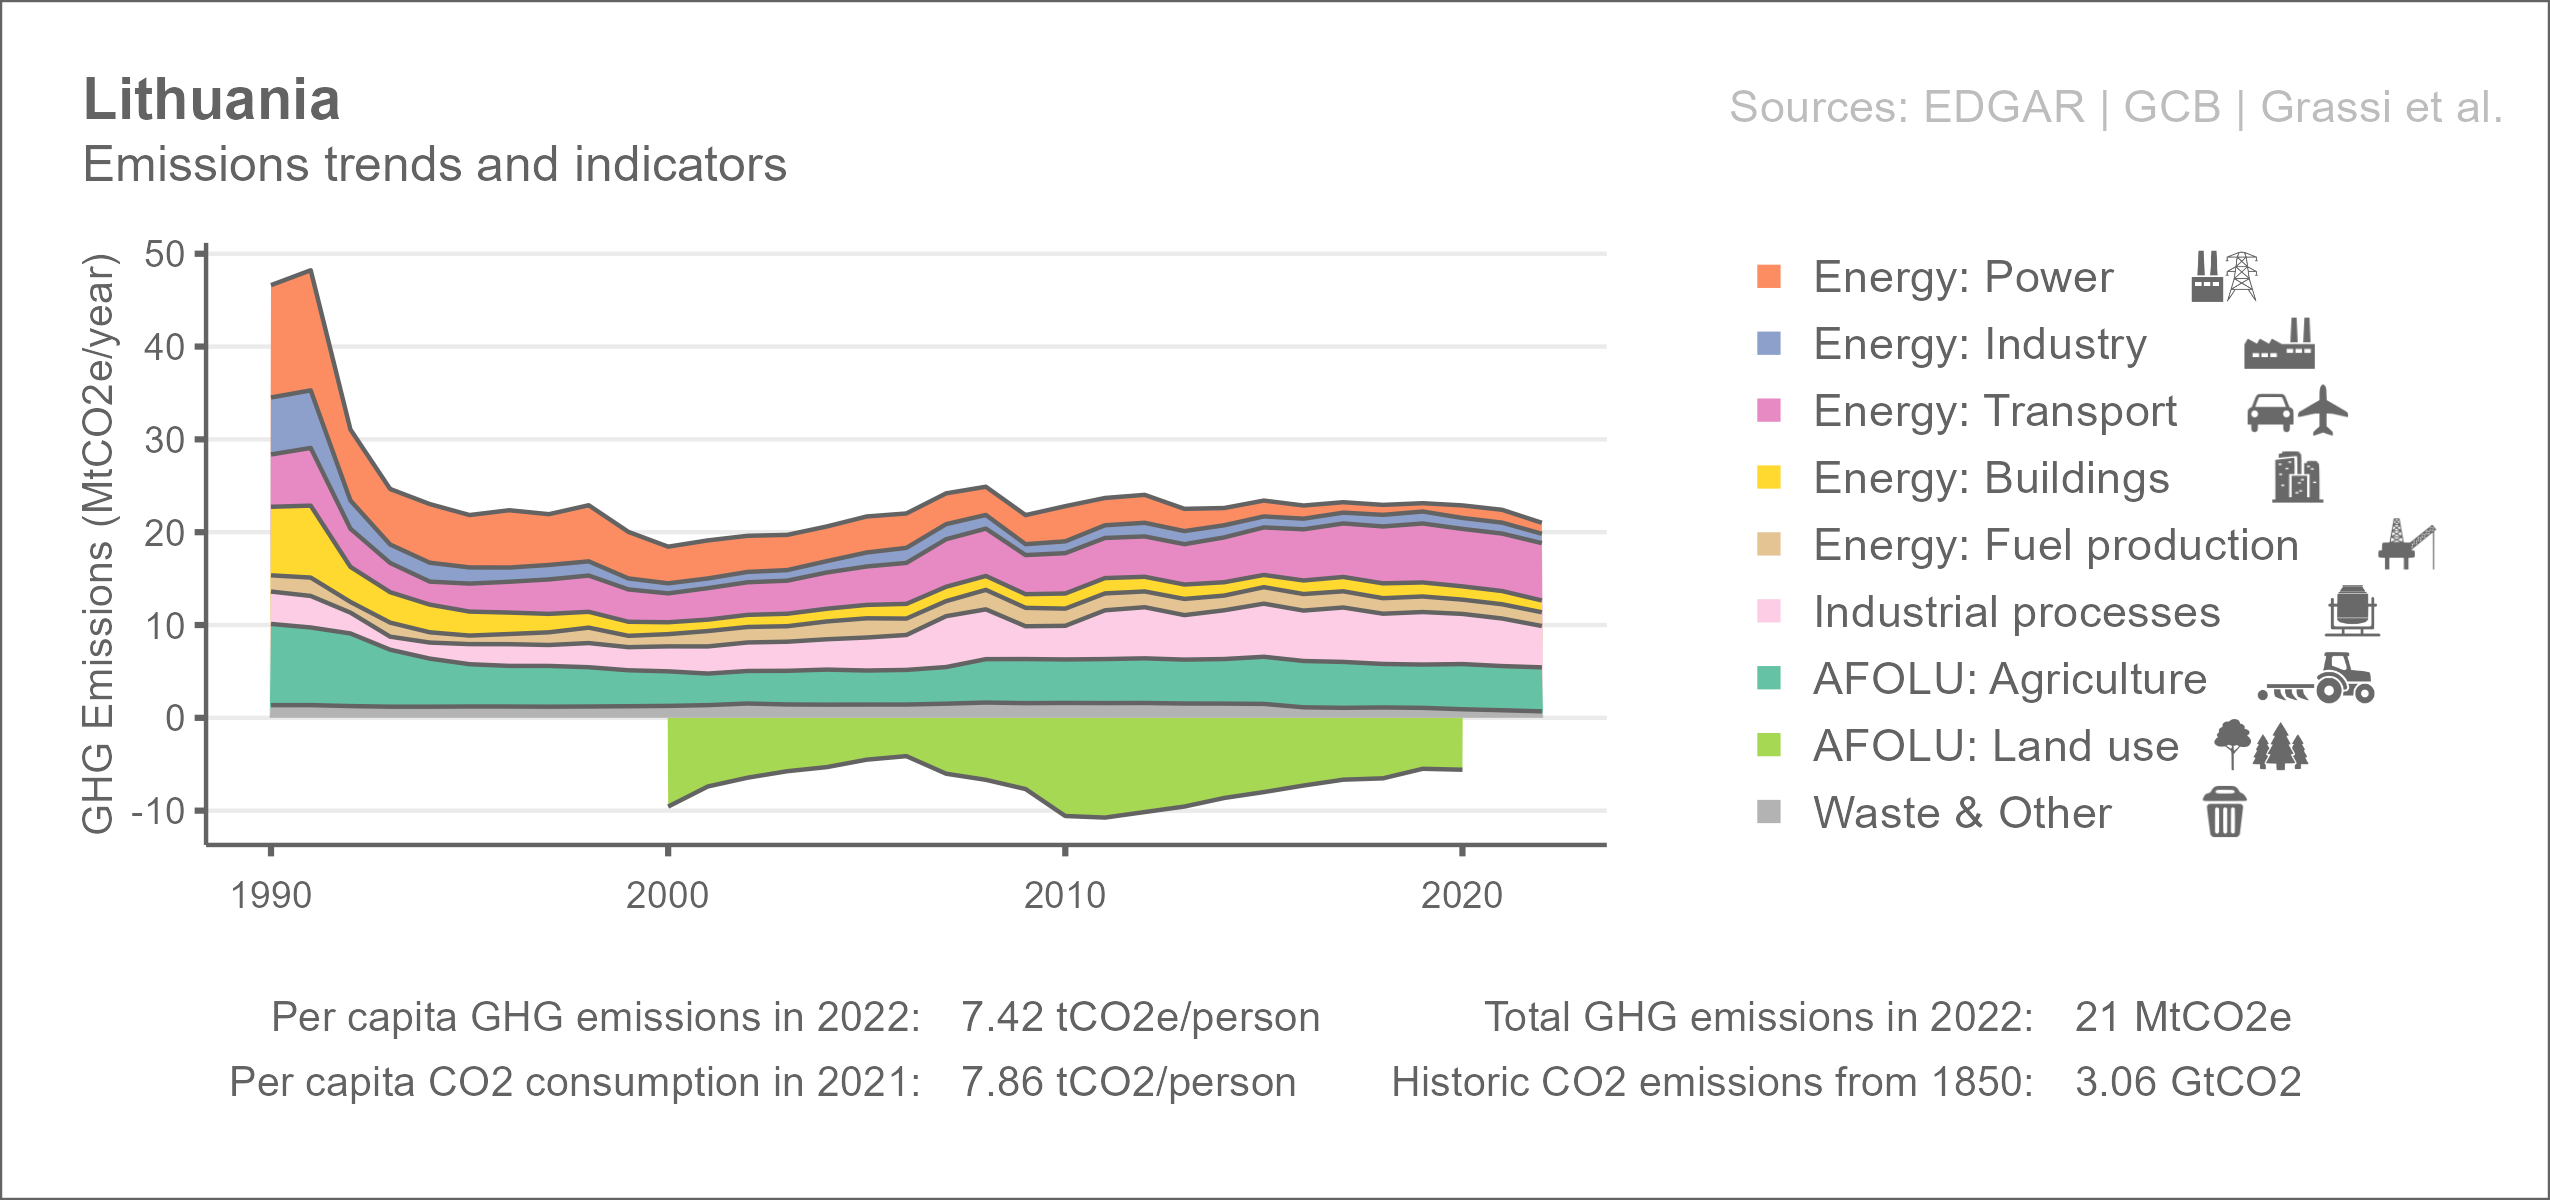 Lithuania
Sources: EDGAR | GCB | Grassi et al.
Emissions trends and indicators
GHG Emissions (MtCO2e/year)
50
40
30
20
10
0
-10
1990
2000
2010
2020
Energy: Power
Energy: Industry
Energy: Transport
Energy: Buildings
Energy: Fuel production
Industrial processes
AFOLU: Agriculture
AFOLU: Land use
Waste & Other
Per capita GHG emissions in 2022: 7.42 tCO2e/person
Total GHG emissions in 2022: 21 MtCO2e
Per capita CO2 consumption in 2021: 7.86 tCO2/person
Historic CO2 emissions from 1850: 3.06 GtCO2